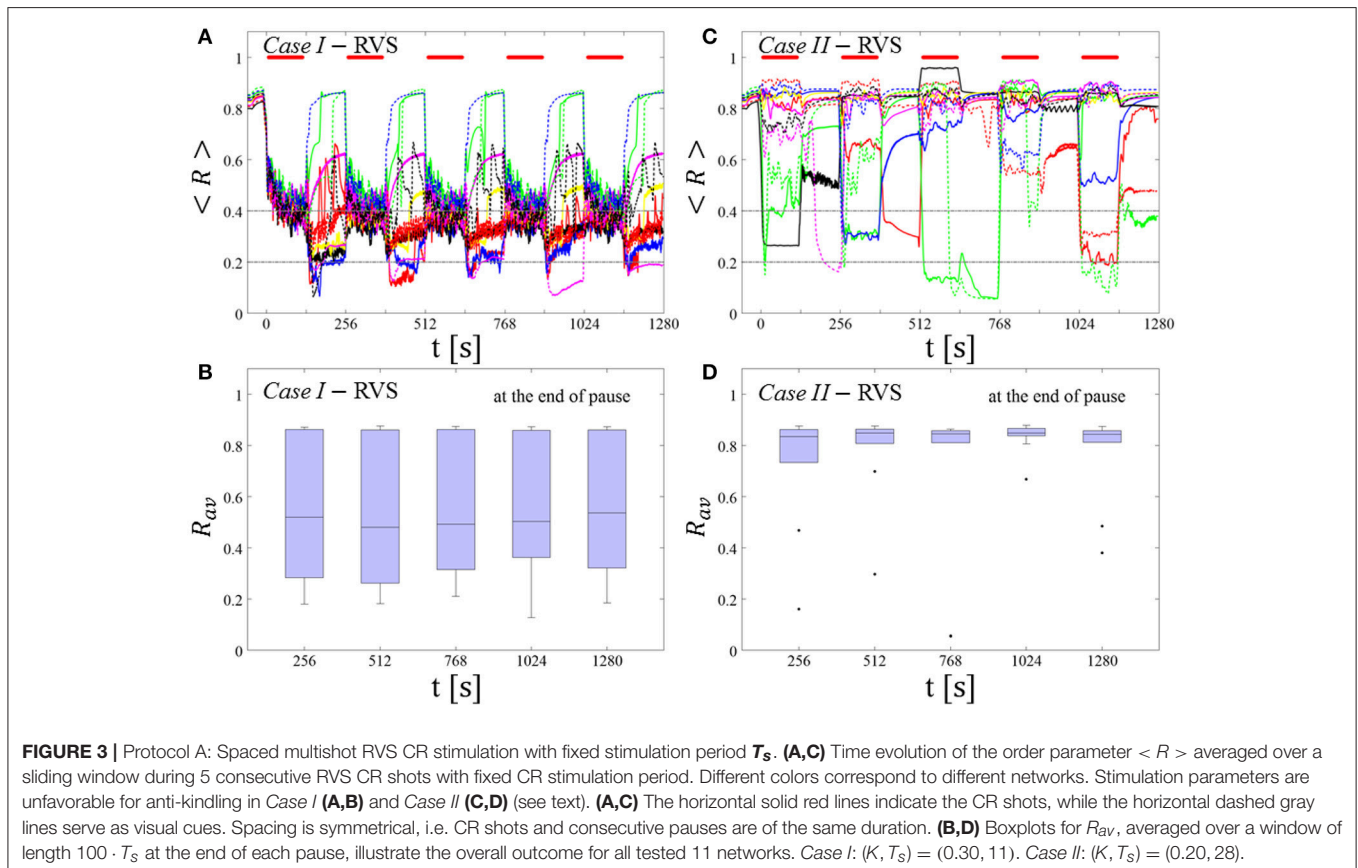 A
Case I – RVS
< R >
1
0.8
0.6
0.4
0.2
0
0 256 512 768 1024 1280
t [s]
C
Case II – RVS
< R >
1
0.8
0.6
0.4
0.2
0
0 256 512 768 1024 1280
t [s]
B
Case I – RVS
at the end of pause
R_av
1
0.8
0.6
0.4
0.2
0
256 512 768 1024 1280
t [s]
D
Case II – RVS
at the end of pause
R_av
1
0.8
0.6
0.4
0.2
0
256 512 768 1024 1280
t [s]
FIGURE 3 | Protocol A: Spaced multishot RVS CR stimulation with fixed stimulation period T_s. (A,C) Time evolution of the order parameter < R > averaged over a
sliding window during 5 consecutive RVS CR shots with fixed CR stimulation period. Different colors correspond to different networks. Stimulation parameters are
unfavorable for anti-kindling in Case I (A,B) and Case II (C,D) (see text). (A,C) The horizontal solid red lines indicate the CR shots, while the horizontal dashed gray
lines serve as visual cues. Spacing is symmetrical, i.e. CR shots and consecutive pauses are of the same duration. (B,D) Boxplots for R_av, averaged over a window of
length 100 · T_s at the end of each pause, illustrate the overall outcome for all tested 11 networks. Case I: (K, T_s) = (0.30, 11). Case II: (K, T_s) = (0.20, 28).